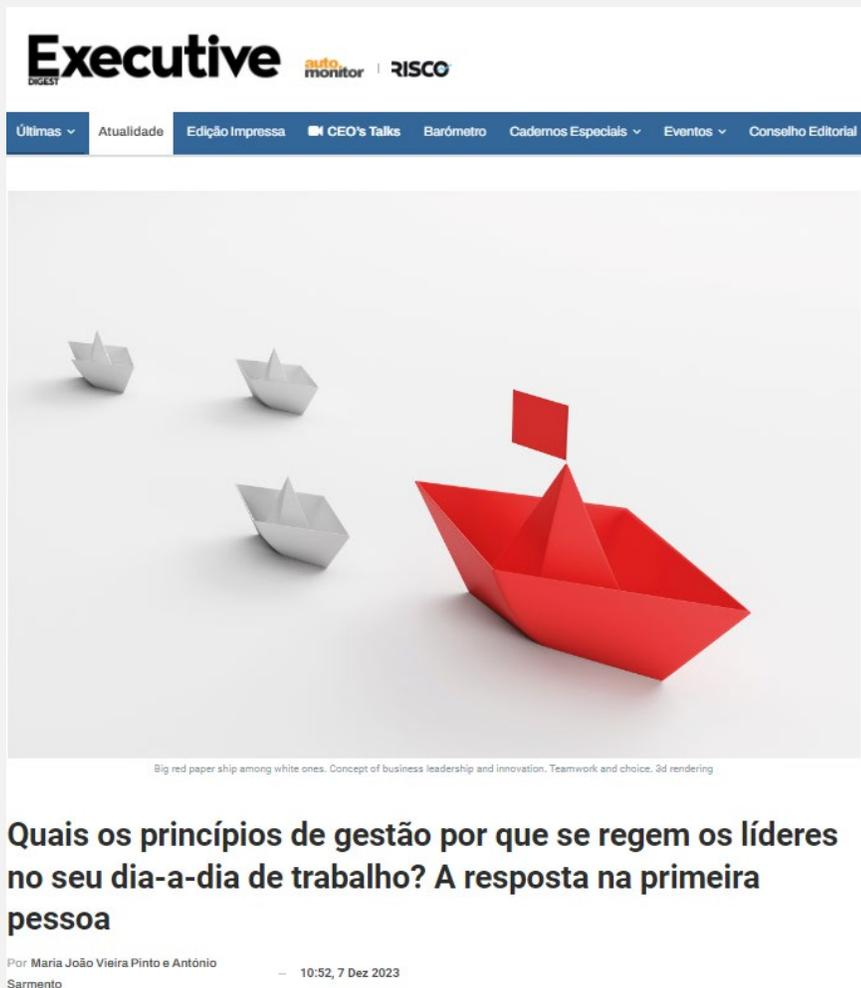 Executive
DIGEST
auto
monitor
RISCO
Últimas
Atualidade
Edição Impressa
CEO's Talks
Barómetro
Cadernos Especiais
Eventos
Conselho Editorial
Big red paper ship among white ones. Concept of business leadership and innovation. Teamwork and choice. 3d rendering
Quais os princípios de gestão por que se regem os líderes
no seu dia-a-dia de trabalho? A resposta na primeira
pessoa
Por Maria João Vieira Pinto e António
Sarmento
– 10:52, 7 Dez 2023